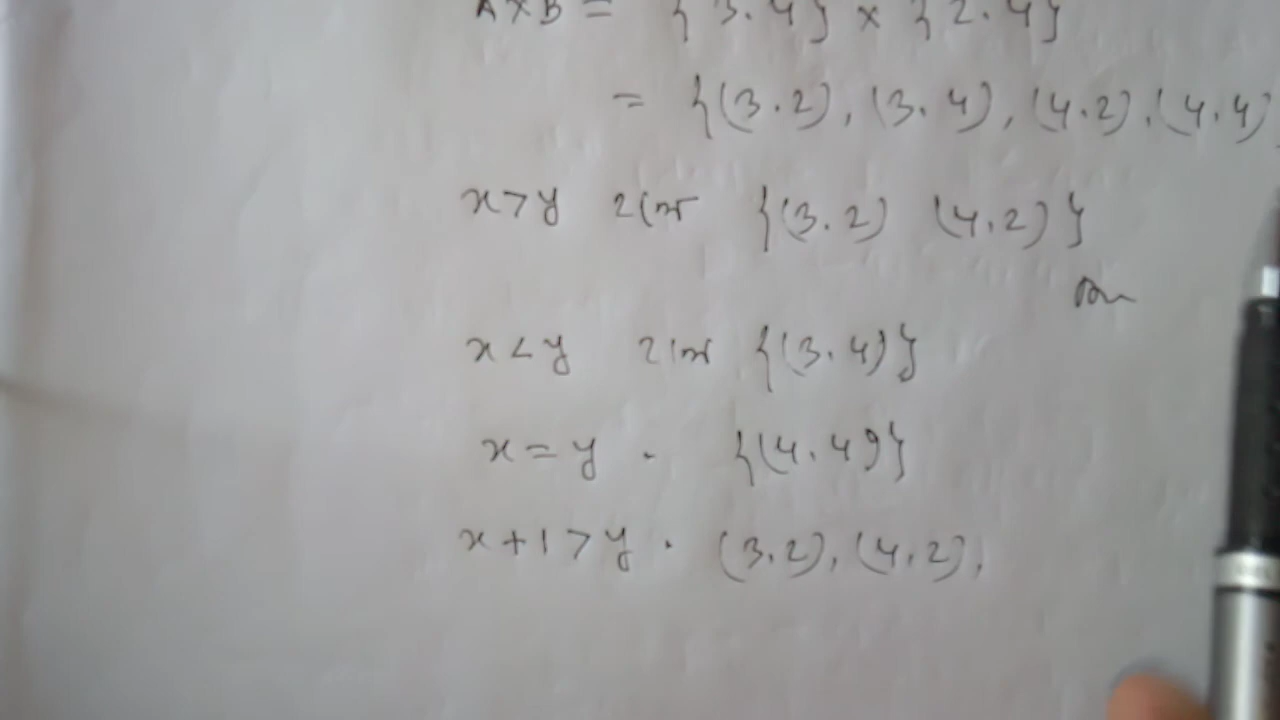 A×B = {3.4} × {2.4}
= {(3.2), (3.4), (4.2), (4.4)
x>y {(3.2) (4.2)}
x<y {(3.4)}
x=y . {(4.4)}
x+1>y . (3.2), (4.2),